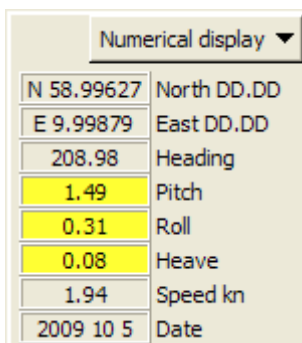 Numerical display
N 58.99627 North DD.DD
E 9.99879 East DD.DD
208.98 Heading
1.49 Pitch
0.31 Roll
0.08 Heave
1.94 Speed kn
2009 10 5 Date